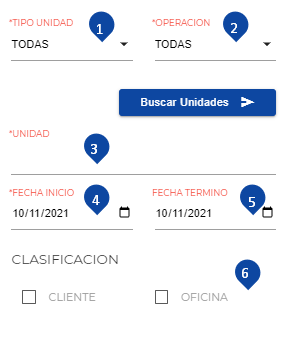 *TIPO UNIDAD 1 *OPERACION 2
TODAS TODAS
Buscar Unidades
*UNIDAD 3
*FECHA INICIO 4 FECHA TERMINO 5
10/11/2021 10/11/2021
CLASIFICACION 6
CLIENTE OFICINA